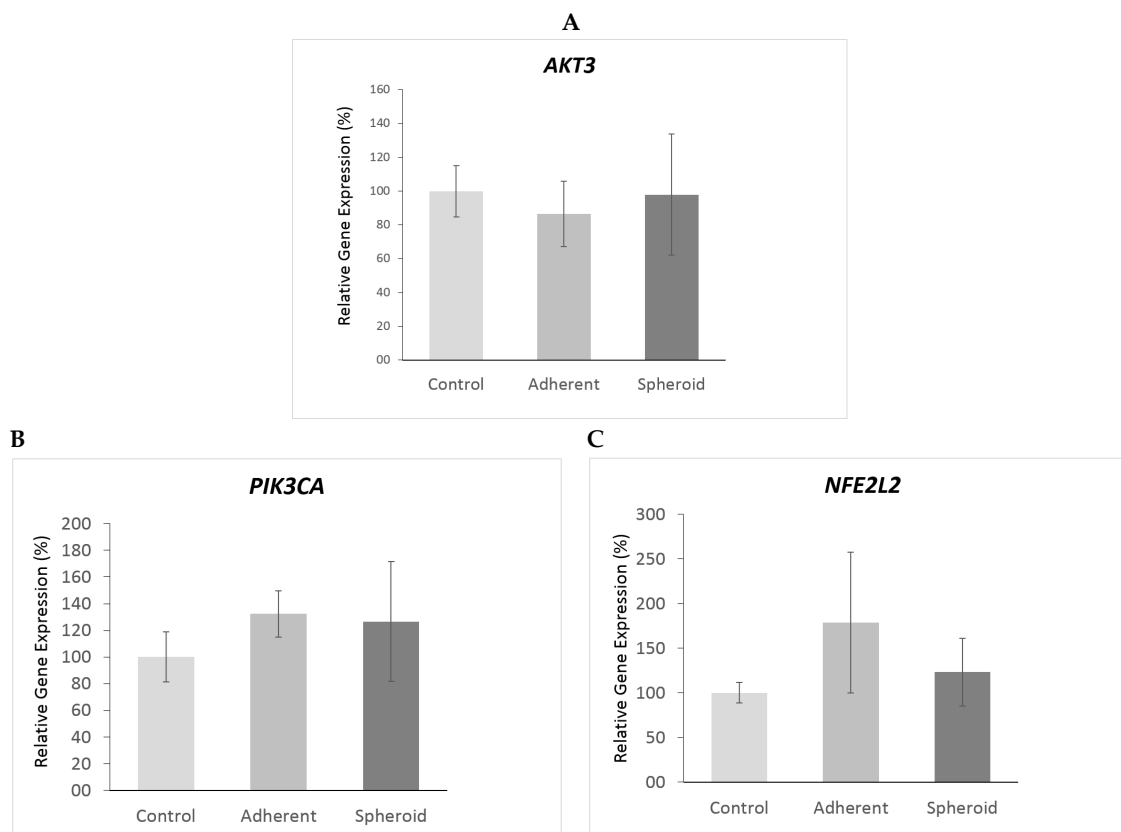 A
AKT3
Relative Gene Expression (%)
160
140
120
100
80
60
40
20
00
Control Adherent Spheroid
B
PIK3CA
Relative Gene Expression (%)
200
180
160
140
120
100
80
60
40
20
00
Control Adherent Spheroid
C
NFE2L2
Relative Gene Expression (%)
300
250
200
150
100
50
00
Control Adherent Spheroid